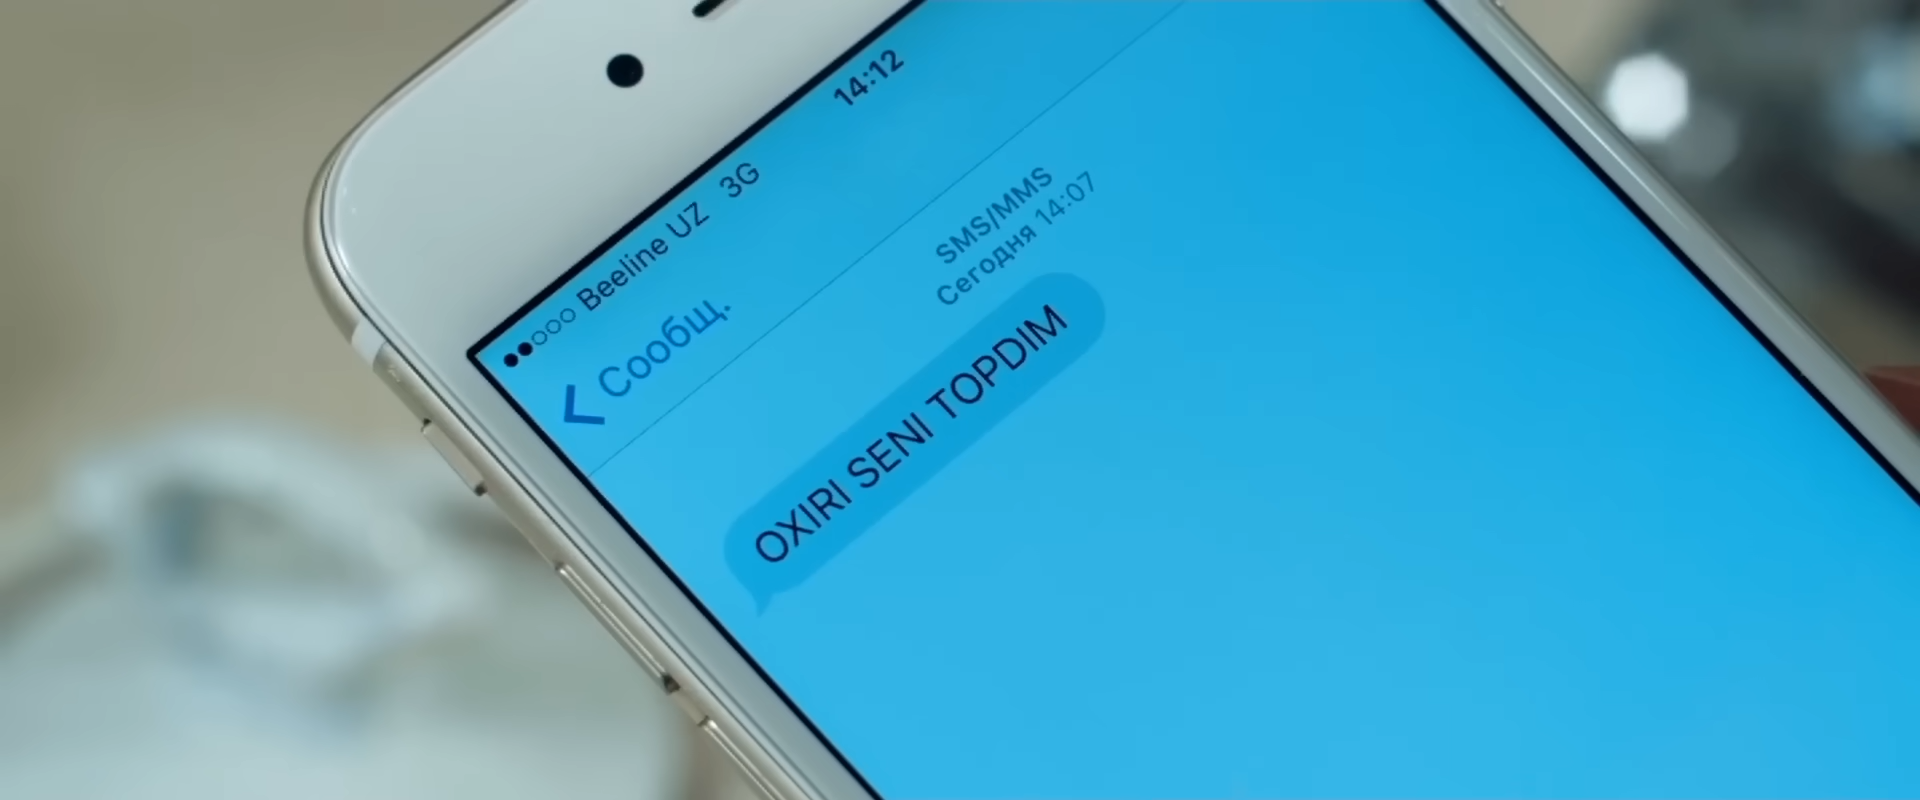 ●●○○○ Beeline UZ 3G 14:12
Сообщ.
SMS/MMS
Сегодня 14:07
OXIRI SENI TOPDIM